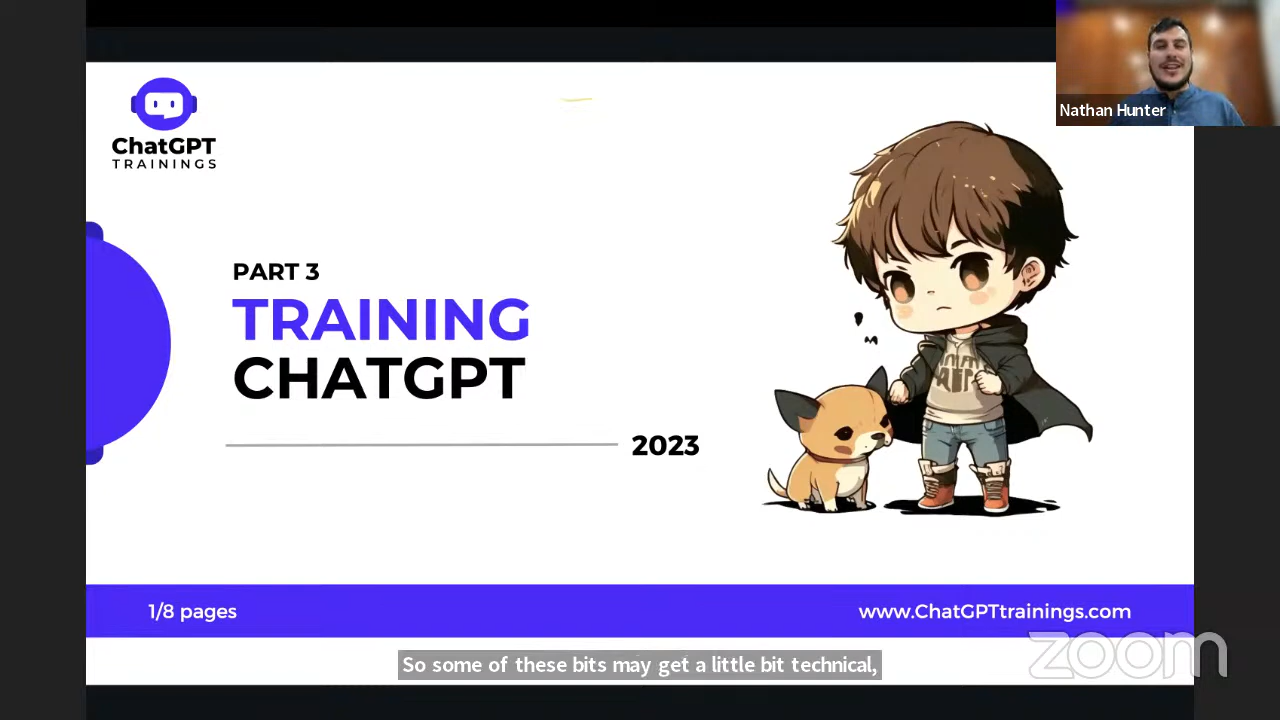 ChatGPT
TRAININGS
Nathan Hunter
PART 3
TRAINING
CHATGPT
2023
1/8 pages
www.ChatGPTtrainings.com
So some of these bits may get a little bit technical,
zoom